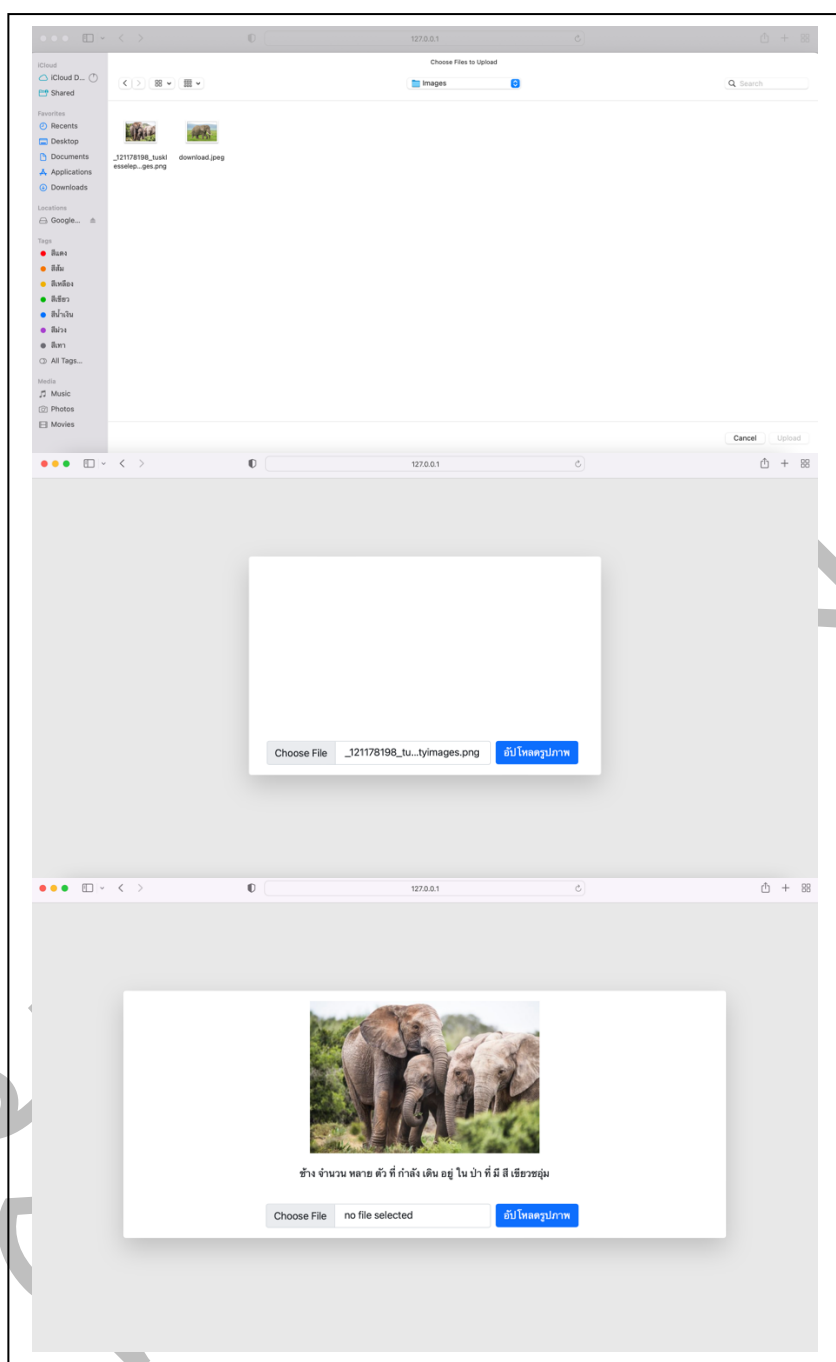 127.0.0.1
Choose Files to Upload
iCloud
iCloud D...
Shared
Images
Search
Favorites
Recents
Desktop
Documents
Applications
Downloads
_121178198_tuskl
esselep...ges.png
download.jpeg
Locations
Google...
Tags
สีแดง
สีส้ม
สีเหลือง
สีเขียว
สีน้ำเงิน
สีม่วง
สีเทา
All Tags...
Media
Music
Photos
Movies
Cancel Upload
127.0.0.1
Choose File _121178198_tu...tyimages.png อัปโหลดรูปภาพ
127.0.0.1
ช้าง จำนวน หลาย ตัว ที่ กำลัง เดิน อยู่ ใน ป่า ที่ มี สี เขียวชอุ่ม
Choose File no file selected อัปโหลดรูปภาพ